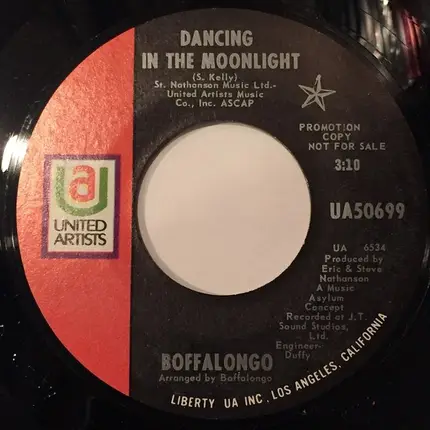 DANCING
IN THE MOONLIGHT
(S. Kelly)
St. Nathanson Music Ltd.-
United Artists Music
Co., Inc. ASCAP
PROMOTION
COPY
NOT FOR SALE
3:10
UA50699
ua
UNITED
ARTISTS
UA 6534
Produced by
Eric & Steve
Nathanson
A Music
Asylum
Concept
Recorded at J.T.
Sound Studios,
Ltd.
Engineer-
Duffy
BOFFALONGO
Arranged by Boffalongo
LIBERTY UA INC. LOS ANGELES, CALIFORNIA